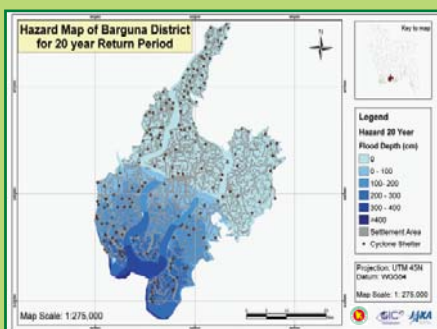 Hazard Map of Barguna District
for 20 year Return Period
N
Key to map
Legend
Hazard 20 Year
Flood Depth (cm)
0
0 - 100
100- 200
200 - 300
300 - 400
>400
Settlement Area
Cyclone Shelter
Projection: UTM 45N
Datum: WGS84
Map Scale: 1: 275,000
Map Scale: 1:275,000